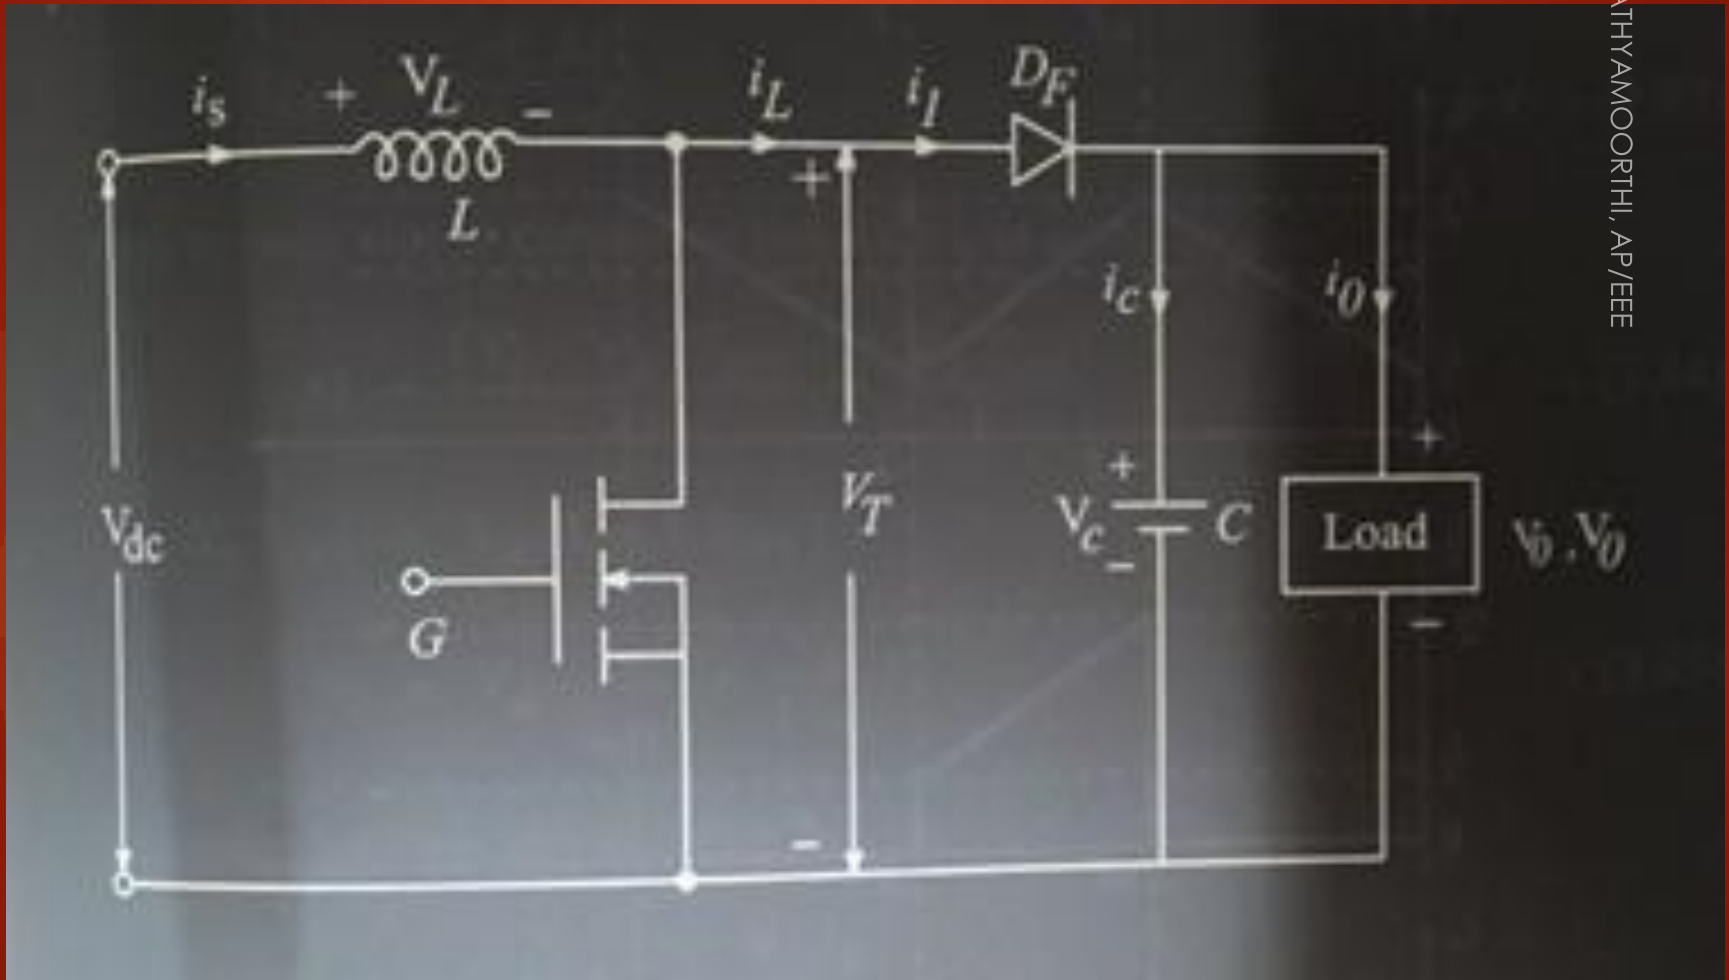 i_s
+ V_L −
L
i_L
i_1
D_F
+
i_c
i_0
V_dc
G
V_T
+
V_c
−
C
+
Load
V_0 , V_0
−
−
ATHYAMOORTHI, AP/EEE